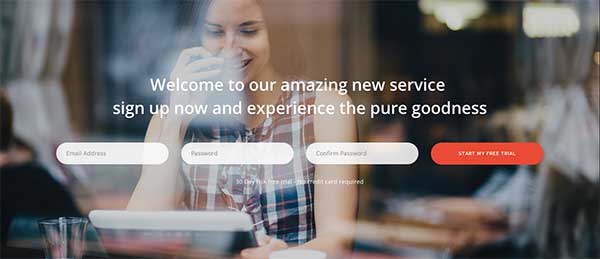 Welcome to our amazing new service
sign up now and experience the pure goodness
Email Address
Password
Confirm Password
START MY FREE TRIAL
30 Day risk free trial - No credit card required